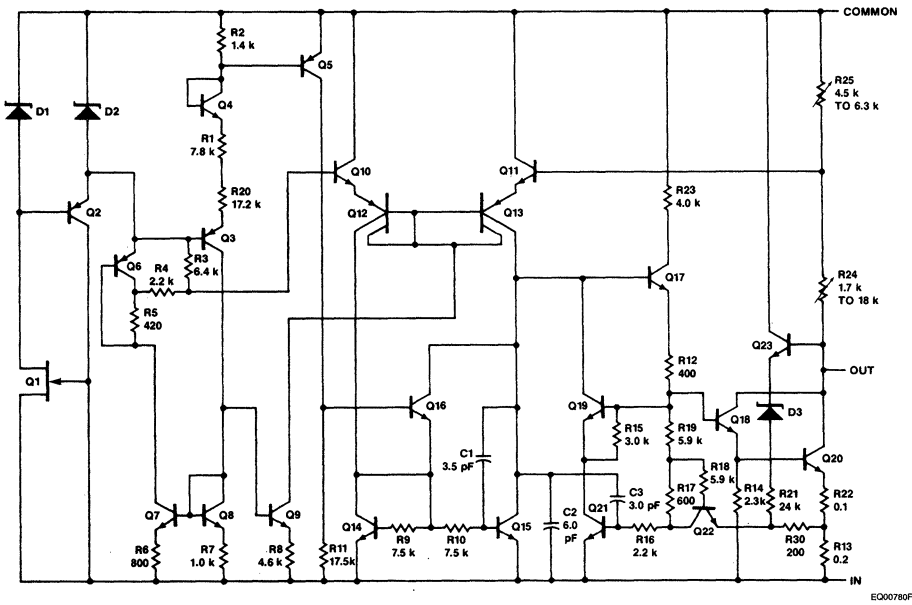 COMMON
R2
1.4 k
Q5
R25
4.5 k
TO 6.3 k
D1
D2
Q4
R1
7.8 k
Q10
Q11
R20
17.2 k
R23
4.0 k
Q2
Q12
Q13
Q3
Q6
R4
2.2 k
R3
6.4 k
Q17
R24
1.7 k
TO 18 k
R5
420
Q23
R12
400
OUT
Q1
Q16
Q19
Q18
D3
R15
3.0 k
R19
5.9 k
C1
3.5 pF
R18
5.9 k
Q20
C3
3.0 pF
R17
600
R14
2.3k
R21
24 k
R22
0.1
Q7
Q8
Q9
Q14
R9
7.5 k
R10
7.5 k
Q15
C2
6.0
pF
Q21
R16
2.2 k
Q22
R30
200
R6
800
R7
1.0 k
R8
4.6 k
R11
17.5k
R13
0.2
IN
EQ00780F